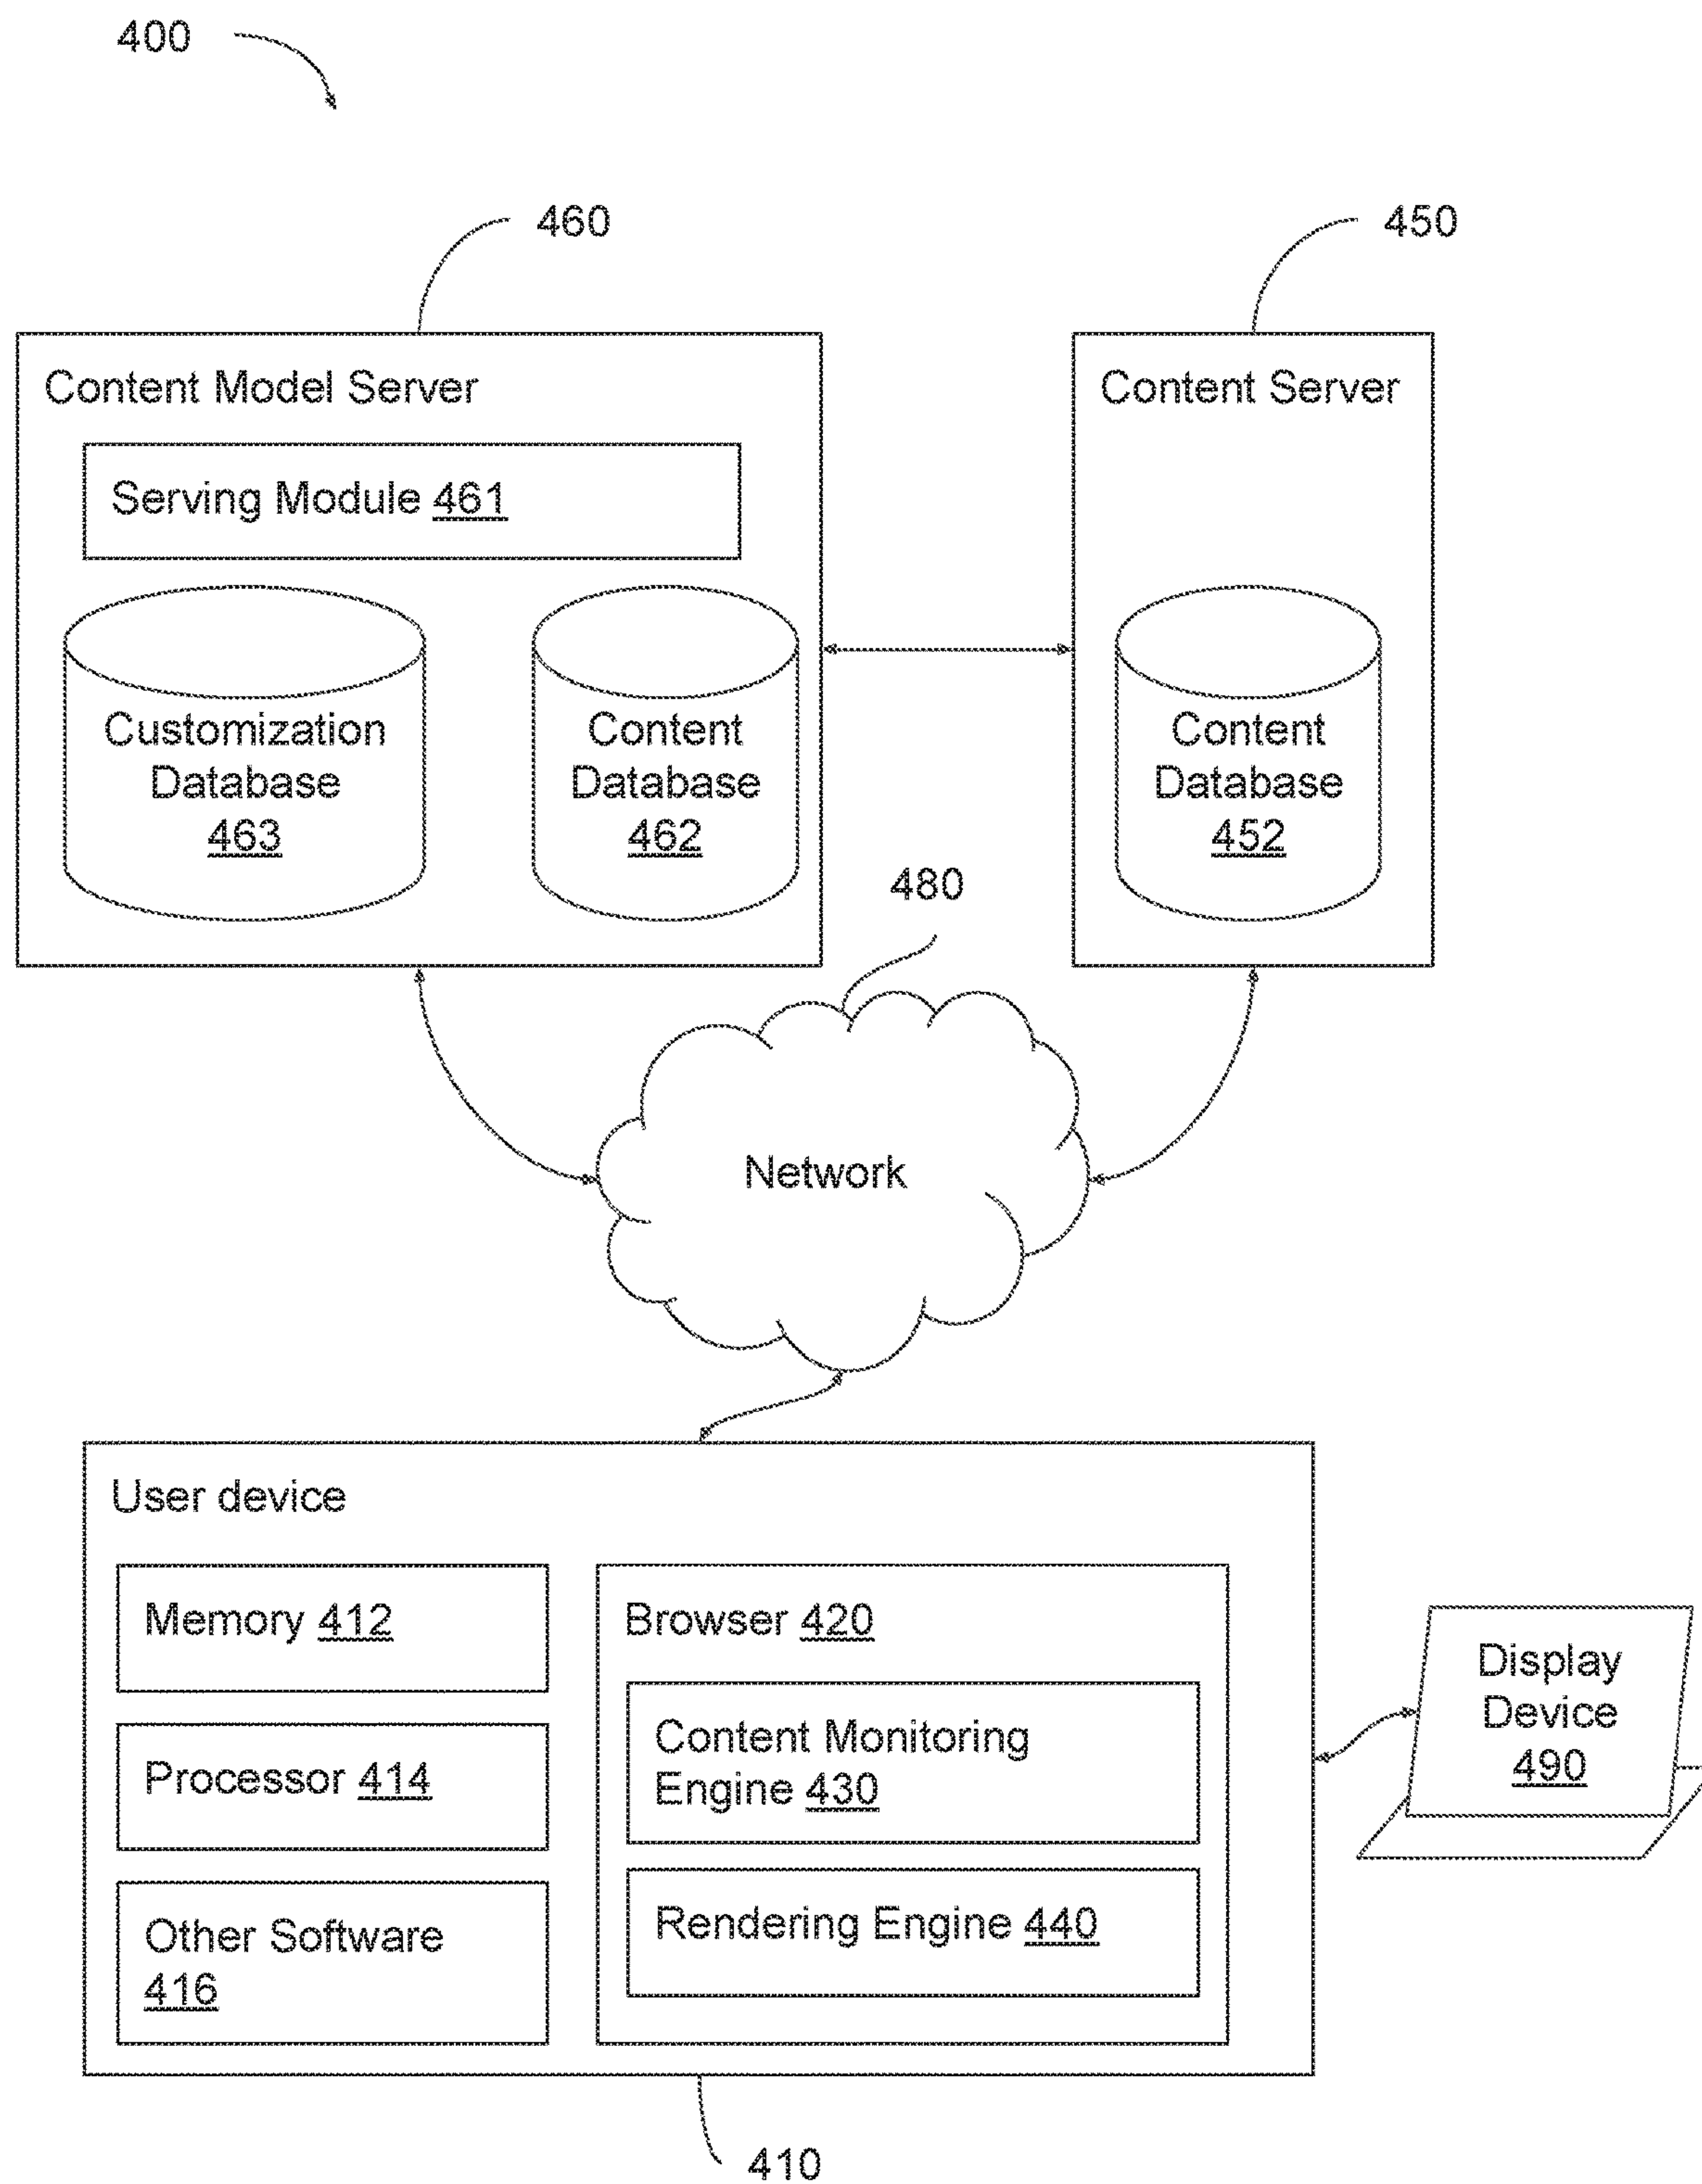 400
460
450
Content Model Server
Content Server
Serving Module 461
Customization
Database
463
Content
Database
462
Content
Database
452
480
Network
User device
Memory 412
Processor 414
Other Software
416
Browser 420
Content Monitoring
Engine 430
Rendering Engine 440
Display
Device
490
410